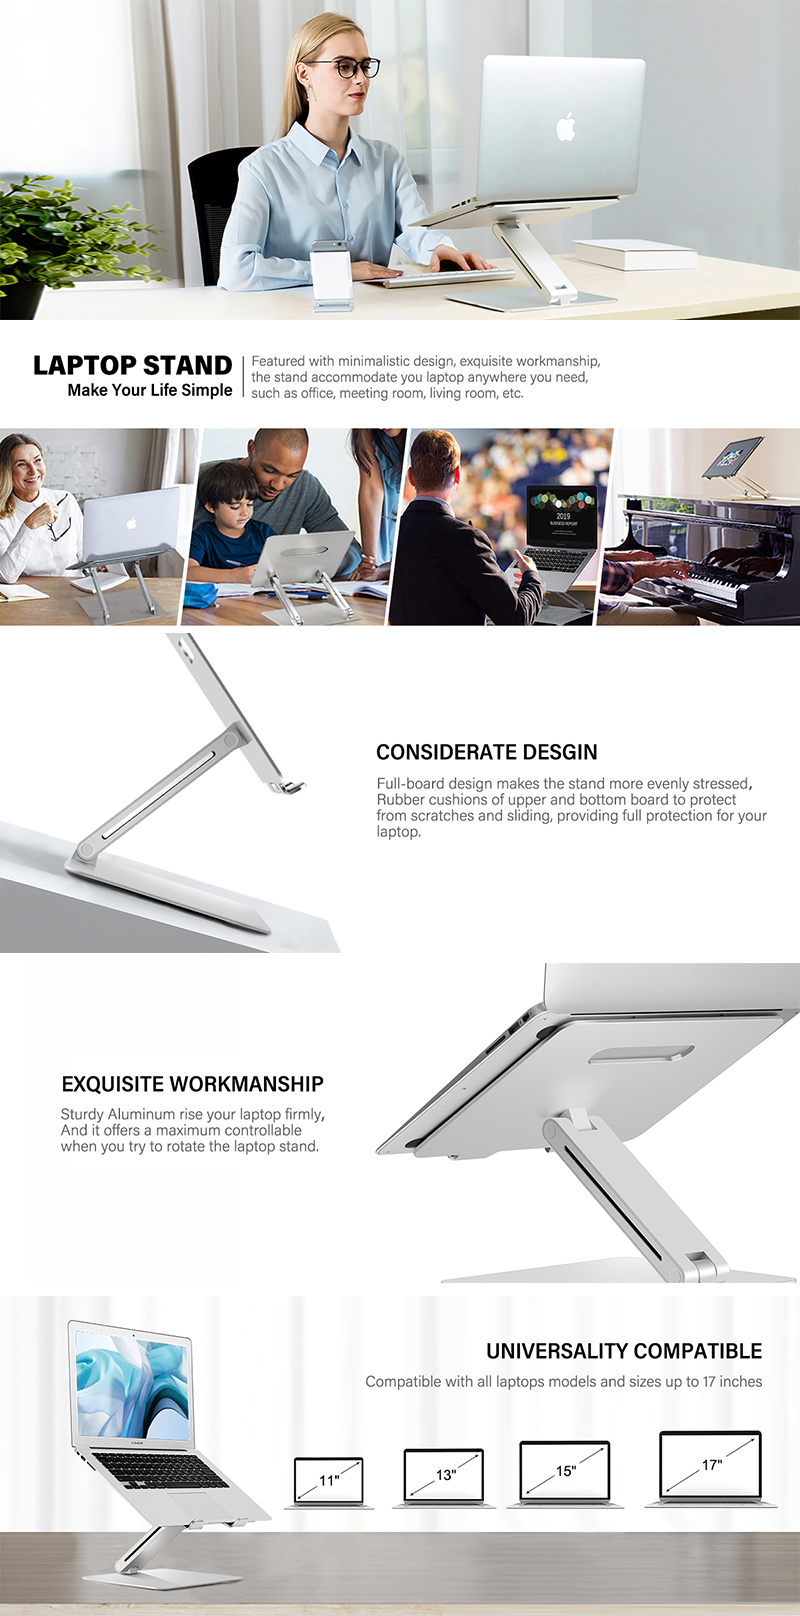 LAPTOP STAND
Make Your Life Simple
Featured with minimalistic design, exquisite workmanship,
the stand accommodate you laptop anywhere you need,
such as office, meeting room, living room, etc.
2019
BUSINESS REPORT
CONSIDERATE DESGIN
Full-board design makes the stand more evenly stressed,
Rubber cushions of upper and bottom board to protect
from scratches and sliding, providing full protection for your
laptop.
EXQUISITE WORKMANSHIP
Sturdy Aluminum rise your laptop firmly,
And it offers a maximum controllable
when you try to rotate the laptop stand.
UNIVERSALITY COMPATIBLE
Compatible with all laptops models and sizes up to 17 inches
11"
13"
15"
17"